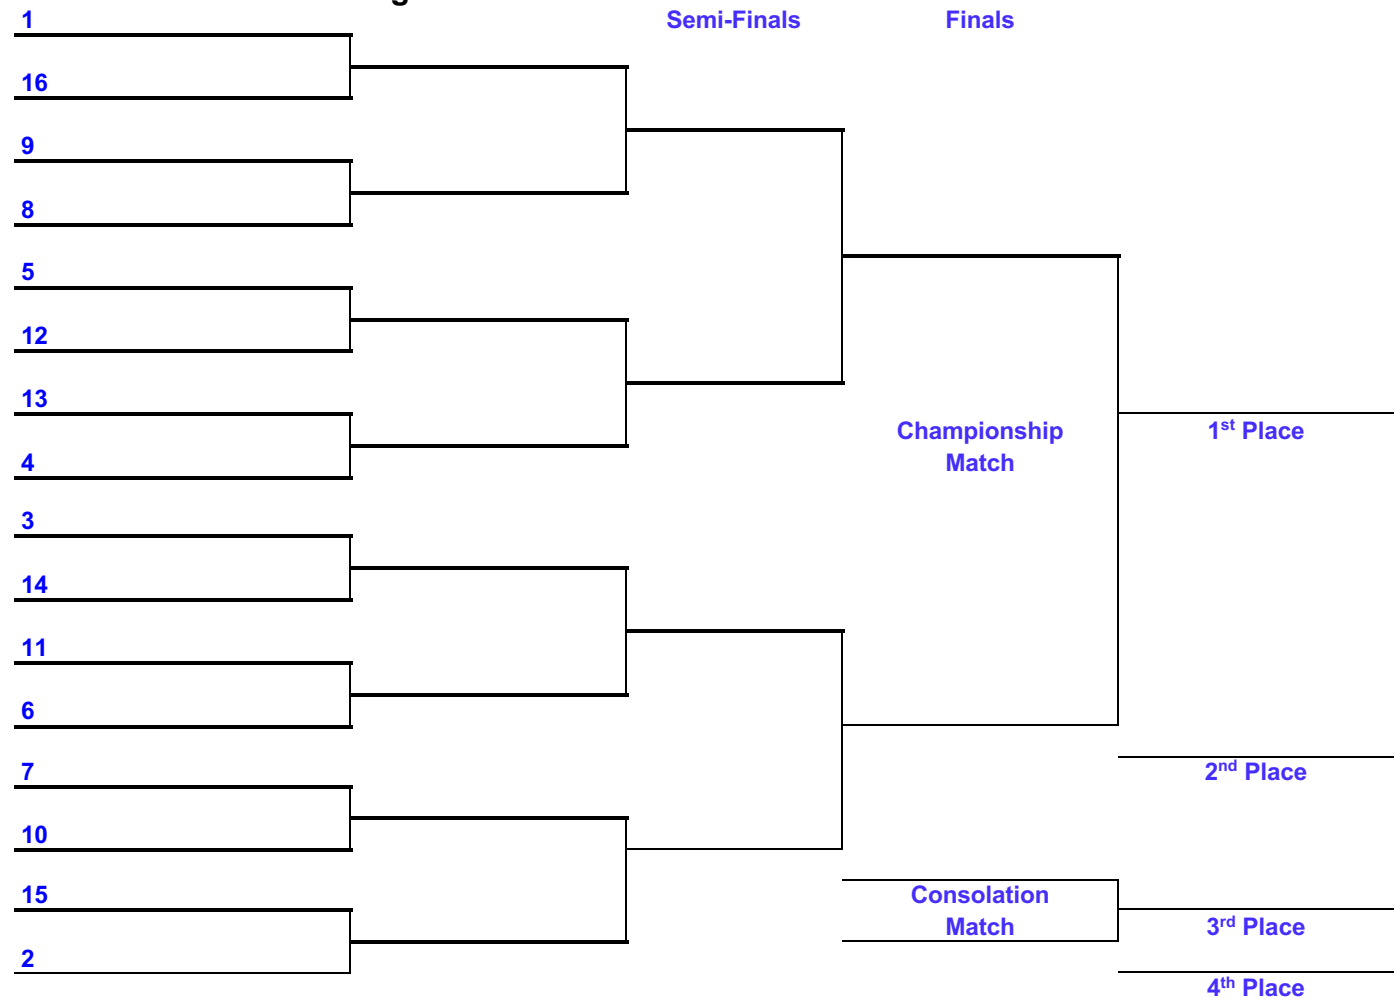 1
Semi-Finals
Finals
16
9
8
5
12
13
Championship
Match
1st Place
4
3
14
11
6
7
2nd Place
10
15
Consolation
Match
3rd Place
2
4th Place